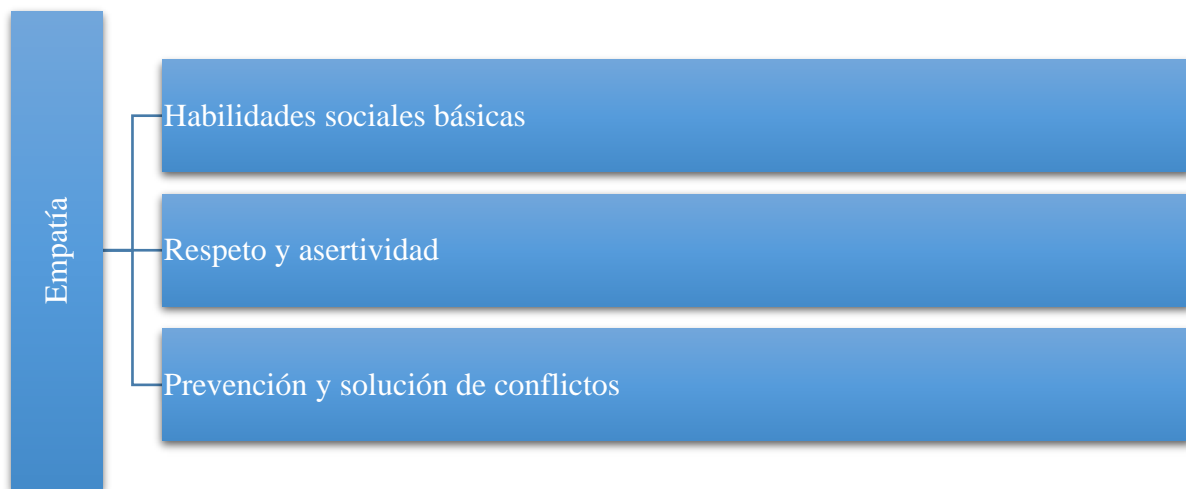 Empatía
Habilidades sociales básicas
Respeto y asertividad
Prevención y solución de conflictos